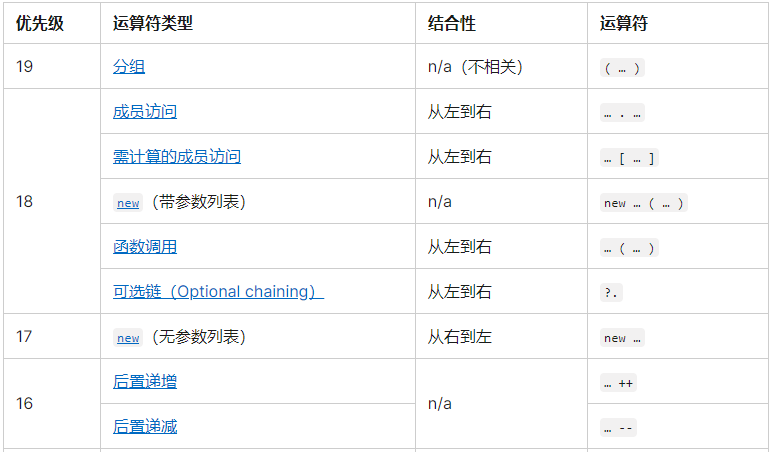 优先级 运算符类型 结合性 运算符
19 分组 n/a（不相关） ( … )
成员访问 从左到右 … . …
需计算的成员访问 从左到右 … [ … ]
18 new（带参数列表） n/a new … ( … )
函数调用 从左到右 … ( … )
可选链（Optional chaining） 从左到右 ?.
17 new（无参数列表） 从右到左 new …
后置递增 … ++
16 n/a
后置递减 … --